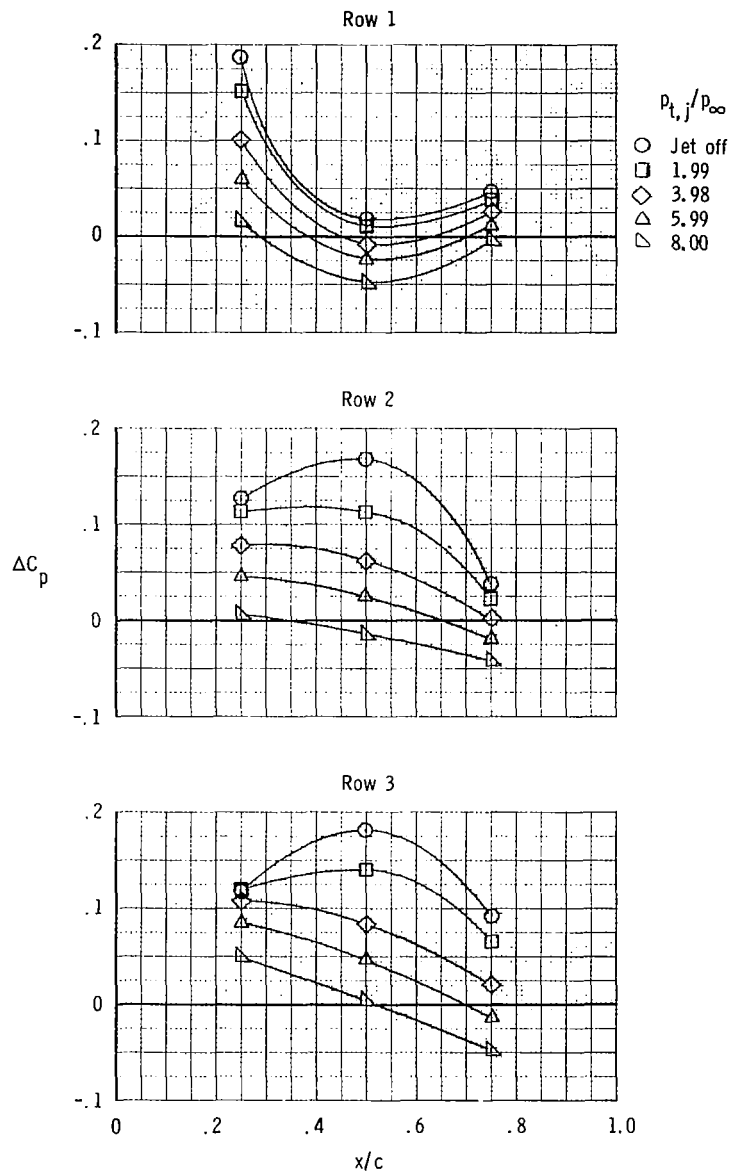 Row 1
.2
.1
0
-.1
p_{t,j}/p_∞
Jet off
1.99
3.98
5.99
8.00
Row 2
.2
.1
0
-.1
ΔC_p
Row 3
.2
.1
0
-.1
0 .2 .4 .6 .8 1.0
x/c